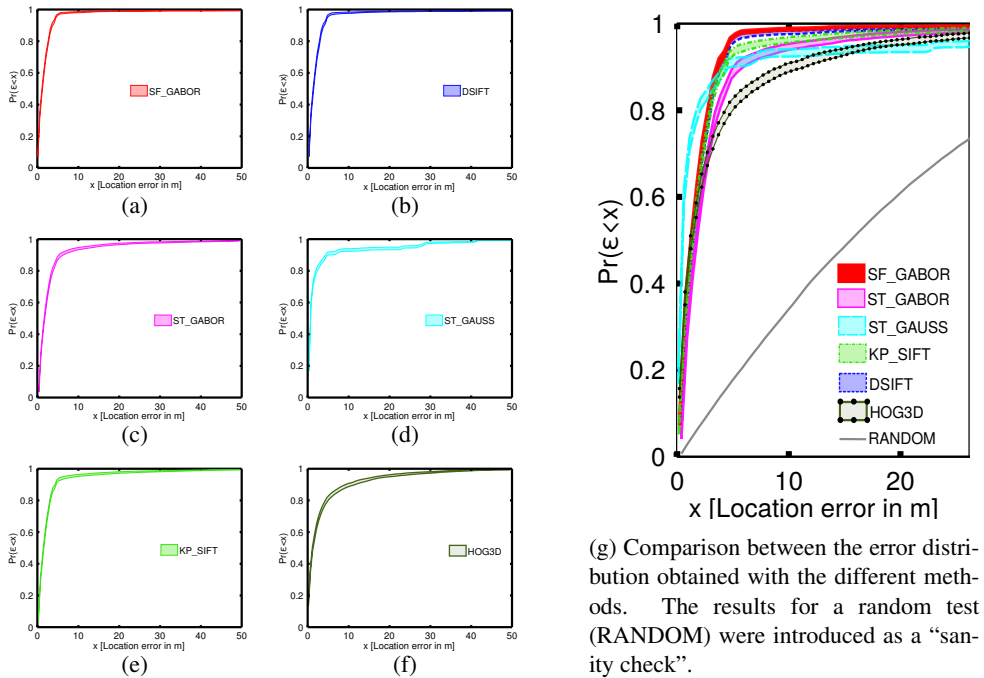 1
0.8
0.6
0.4
0.2
0
0 10 20 30 40 50
Pr(ε<x)
x [Location error in m]
SF_GABOR
(a)
1
0.8
0.6
0.4
0.2
0
0 10 20 30 40 50
Pr(ε<x)
x [Location error in m]
DSIFT
(b)
1
0.8
0.6
0.4
0.2
0
0 10 20 30 40 50
Pr(ε<x)
x [Location error in m]
ST_GABOR
(c)
1
0.8
0.6
0.4
0.2
0
0 10 20 30 40 50
Pr(ε<x)
x [Location error in m]
ST_GAUSS
(d)
1
0.8
0.6
0.4
0.2
0
0 10 20 30 40 50
Pr(ε<x)
x [Location error in m]
KP_SIFT
(e)
1
0.8
0.6
0.4
0.2
0
0 10 20 30 40 50
Pr(ε<x)
x [Location error in m]
HOG3D
(f)
1
0.8
0.6
0.4
0.2
0
0 10 20
Pr(ε<x)
x [Location error in m]
SF_GABOR
ST_GABOR
ST_GAUSS
KP_SIFT
DSIFT
HOG3D
RANDOM
(g) Comparison between the error distri-
bution obtained with the different meth-
ods. The results for a random test
(RANDOM) were introduced as a “san-
ity check”.